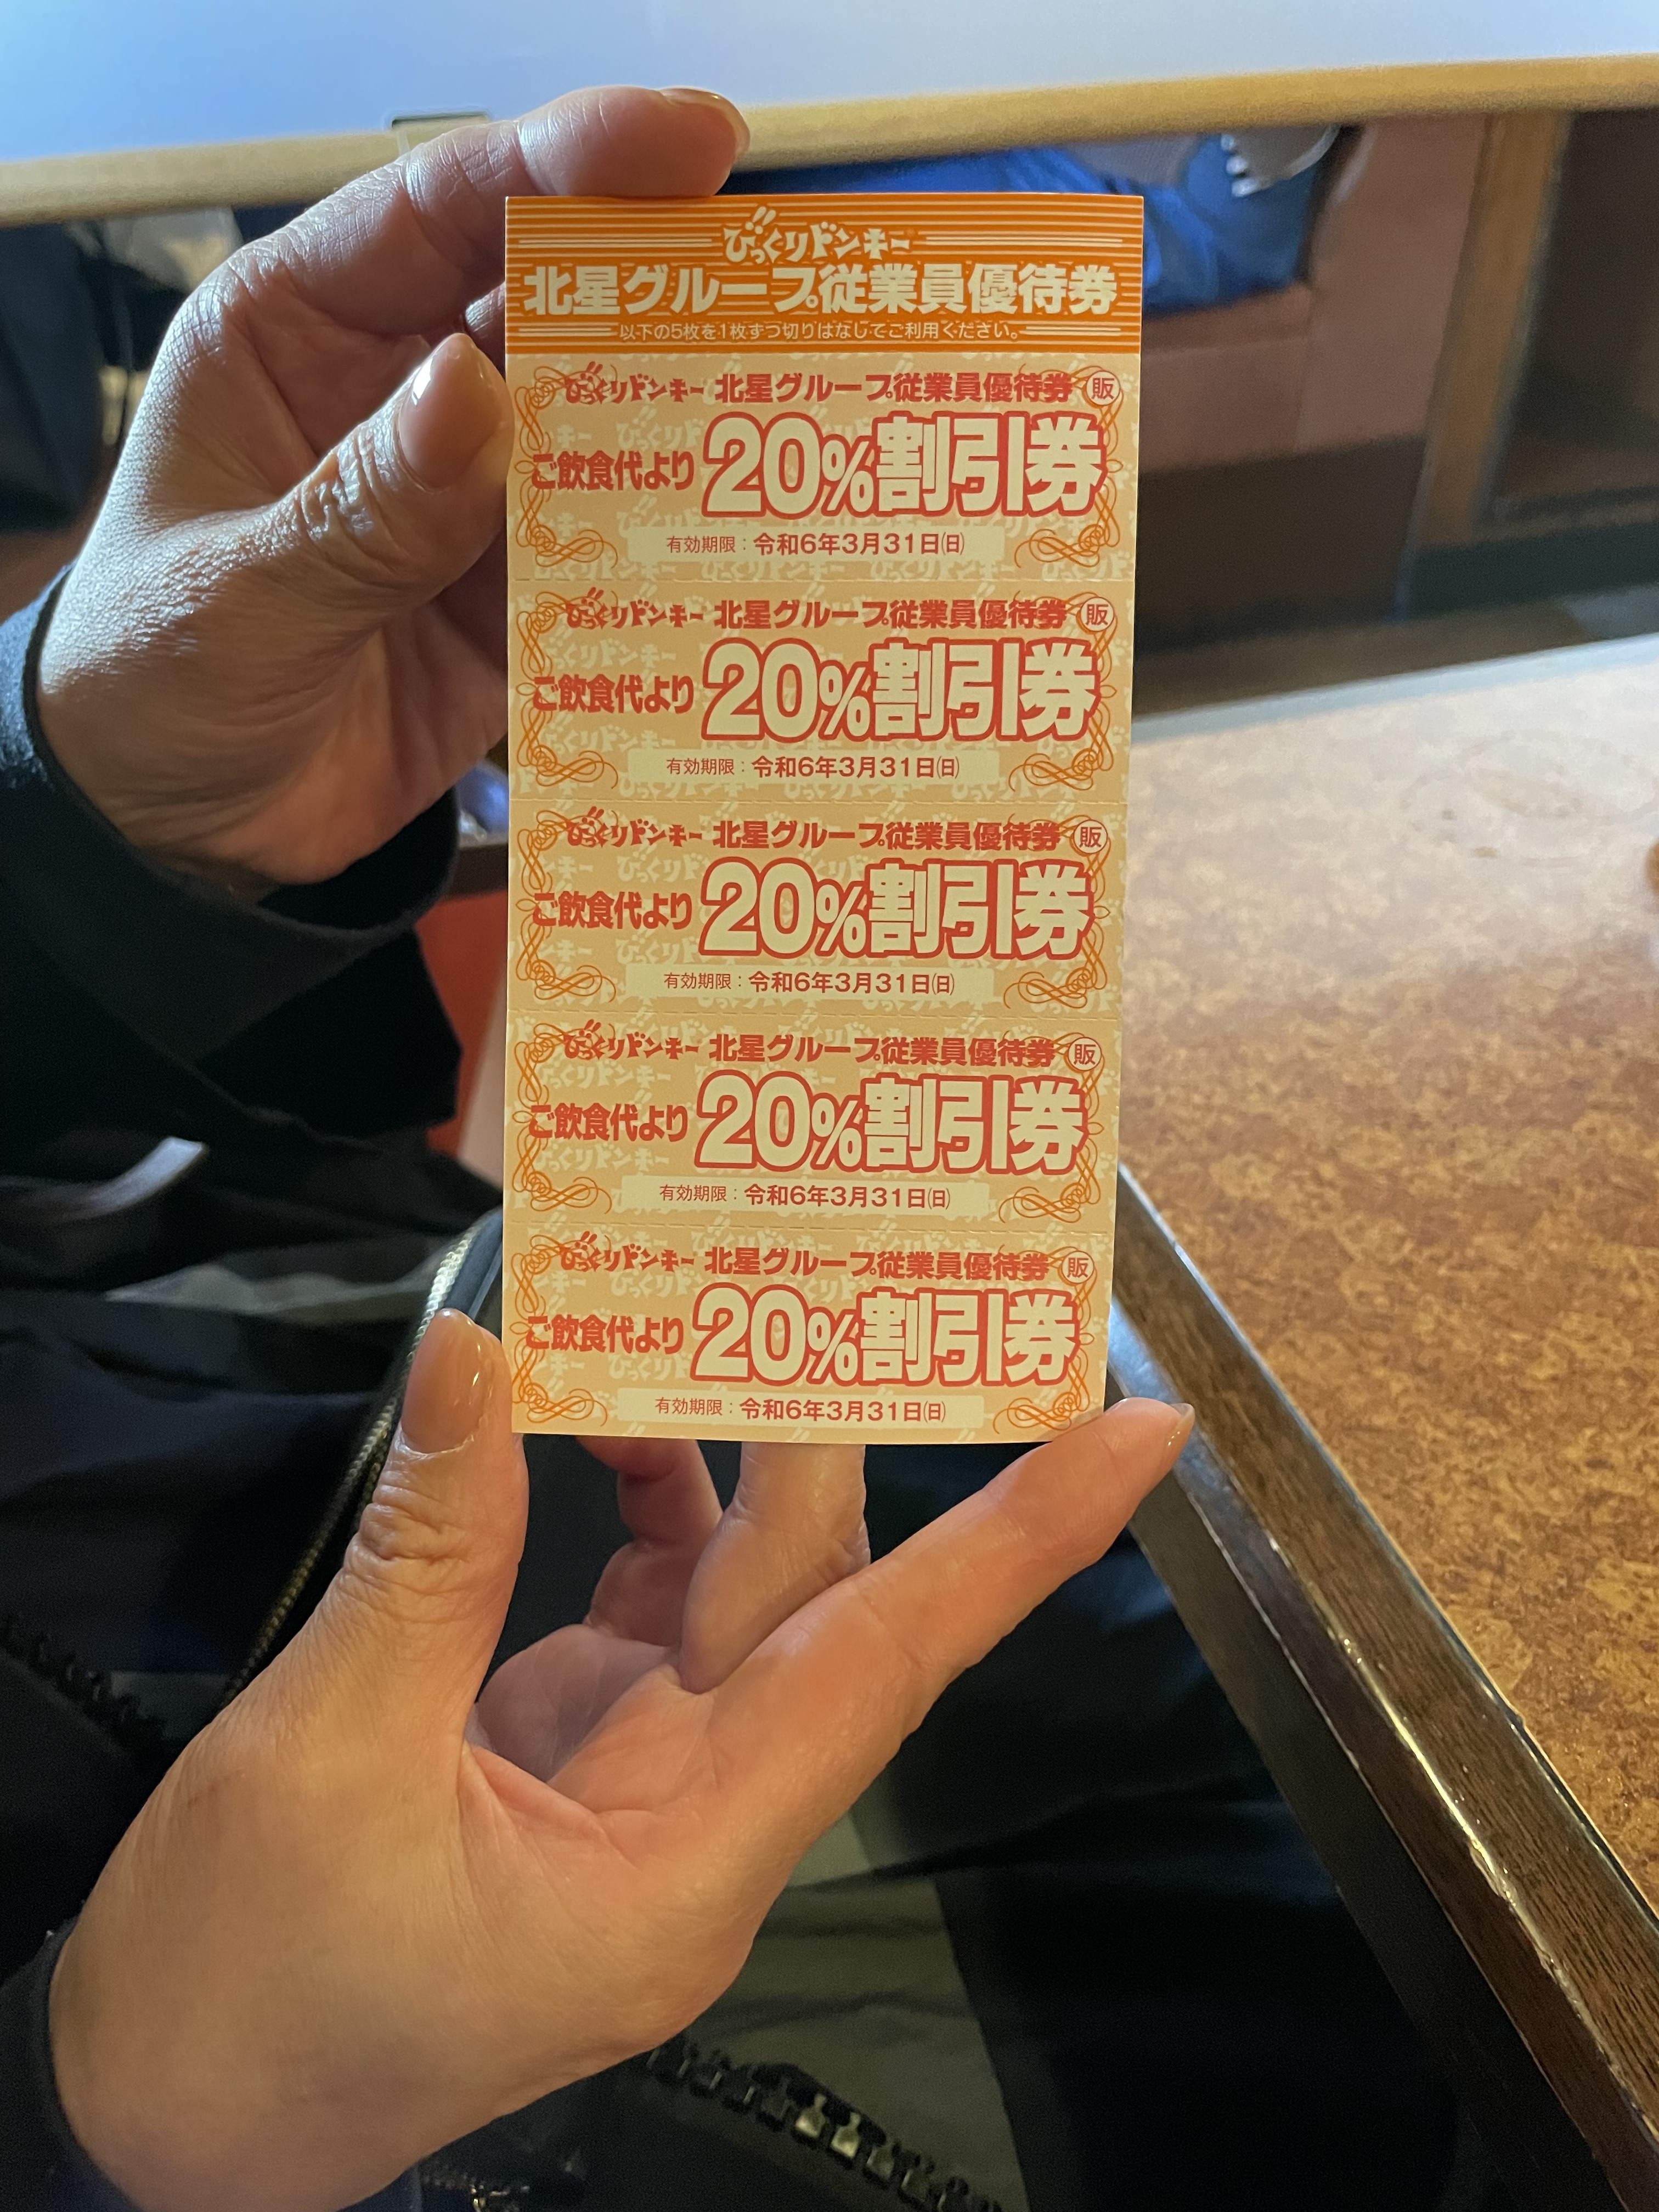 びっくりドンキー
北星グループ従業員優待券
以下の5枚を1枚ずつ切りはなしてご利用ください。
びっくりドンキー 北星グループ従業員優待券 販
ご飲食代より 20%割引券
有効期限：令和6年3月31日(日)
びっくりドンキー 北星グループ従業員優待券 販
ご飲食代より 20%割引券
有効期限：令和6年3月31日(日)
びっくりドンキー 北星グループ従業員優待券 販
ご飲食代より 20%割引券
有効期限：令和6年3月31日(日)
びっくりドンキー 北星グループ従業員優待券 販
ご飲食代より 20%割引券
有効期限：令和6年3月31日(日)
びっくりドンキー 北星グループ従業員優待券 販
ご飲食代より 20%割引券
有効期限：令和6年3月31日(日)